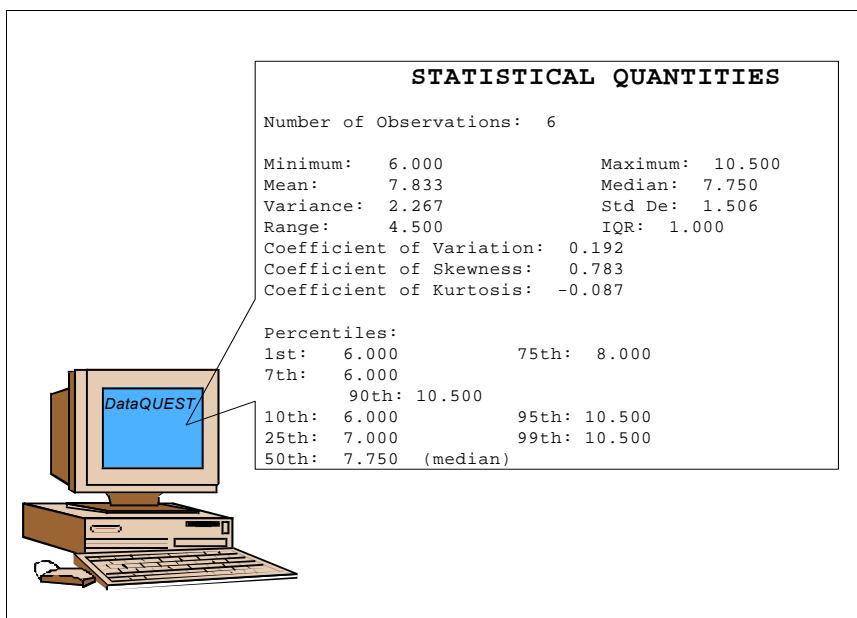 STATISTICAL QUANTITIES
Number of Observations: 6
Minimum: 6.000 Maximum: 10.500
Mean: 7.833 Median: 7.750
Variance: 2.267 Std De: 1.506
Range: 4.500 IQR: 1.000
Coefficient of Variation: 0.192
Coefficient of Skewness: 0.783
Coefficient of Kurtosis: -0.087
Percentiles:
1st: 6.000 75th: 8.000
7th: 6.000
90th: 10.500
10th: 6.000 95th: 10.500
25th: 7.000 99th: 10.500
50th: 7.750 (median)
DataQUEST